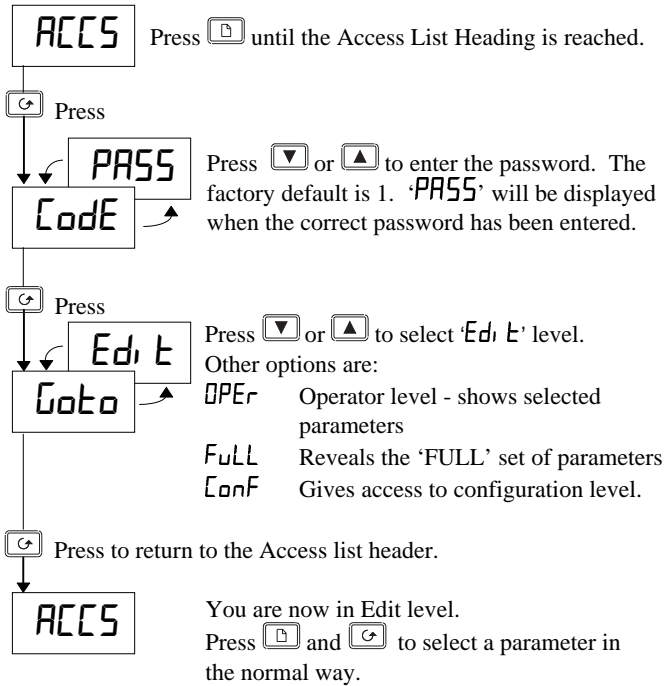 ACCS
Press until the Access List Heading is reached.
Press
PASS
CodE
Press or to enter the password. The
factory default is 1. ‘PASS’ will be displayed
when the correct password has been entered.
Press
Edit
Goto
Press or to select ‘Edit’ level.
Other options are:
OPEr Operator level - shows selected
parameters
FuLL Reveals the ‘FULL’ set of parameters
ConF Gives access to configuration level.
Press to return to the Access list header.
ACCS
You are now in Edit level.
Press and to select a parameter in
the normal way.